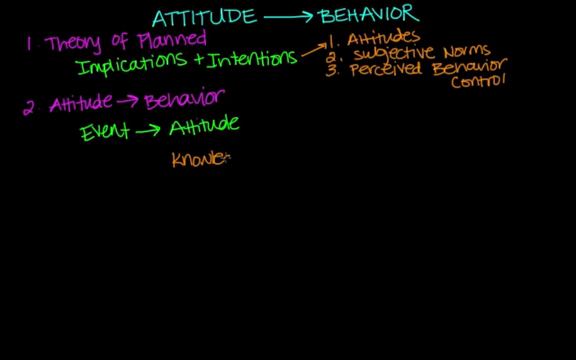 ATTITUDE → BEHAVIOR
1. Theory of Planned
Implications + Intentions → 1. Attitudes
2. Subjective Norms
3. Perceived Behavior
Control
2. Attitude → Behavior
Event → Attitude
Knowle